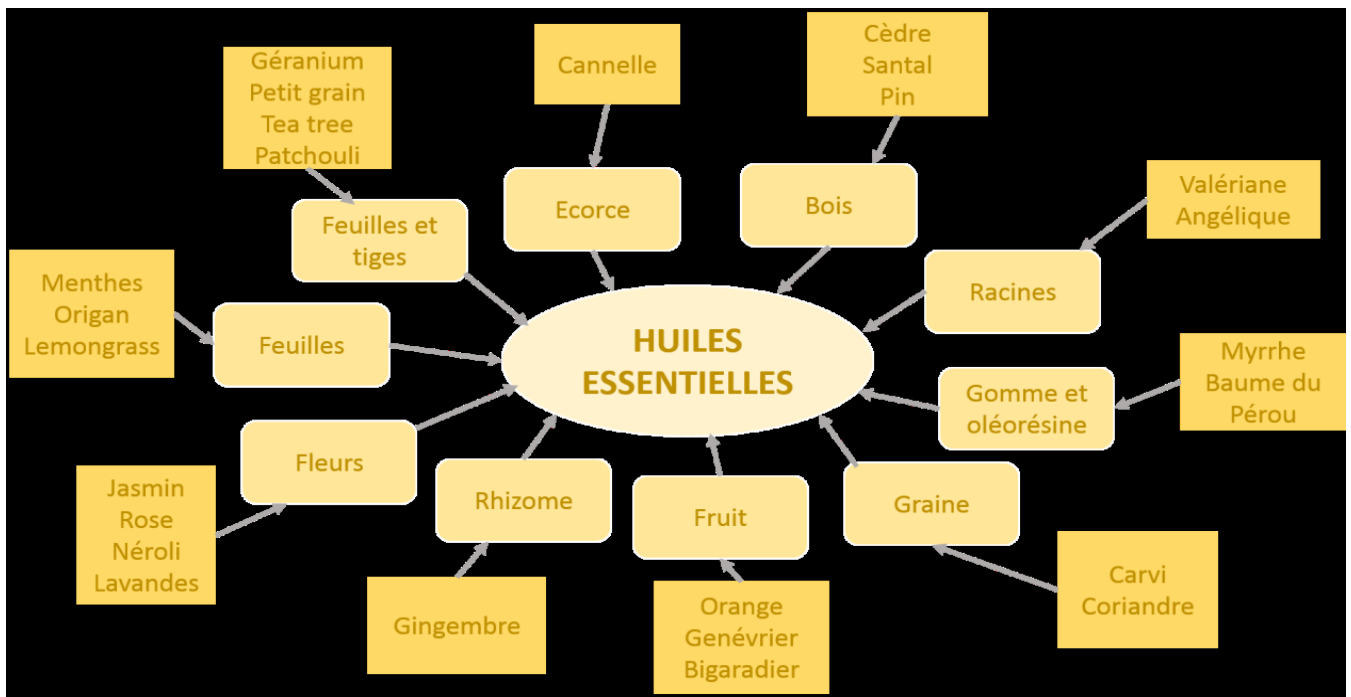 Géranium
Petit grain
Tea tree
Patchouli
Cannelle
Cèdre
Santal
Pin
Feuilles et
tiges
Ecorce
Bois
Valériane
Angélique
Menthes
Origan
Lemongrass
Feuilles
Racines
HUILES
ESSENTIELLES
Gomme et
oléorésine
Myrrhe
Baume du
Pérou
Fleurs
Rhizome
Fruit
Graine
Jasmin
Rose
Néroli
Lavandes
Gingembre
Orange
Genévrier
Bigaradier
Carvi
Coriandre